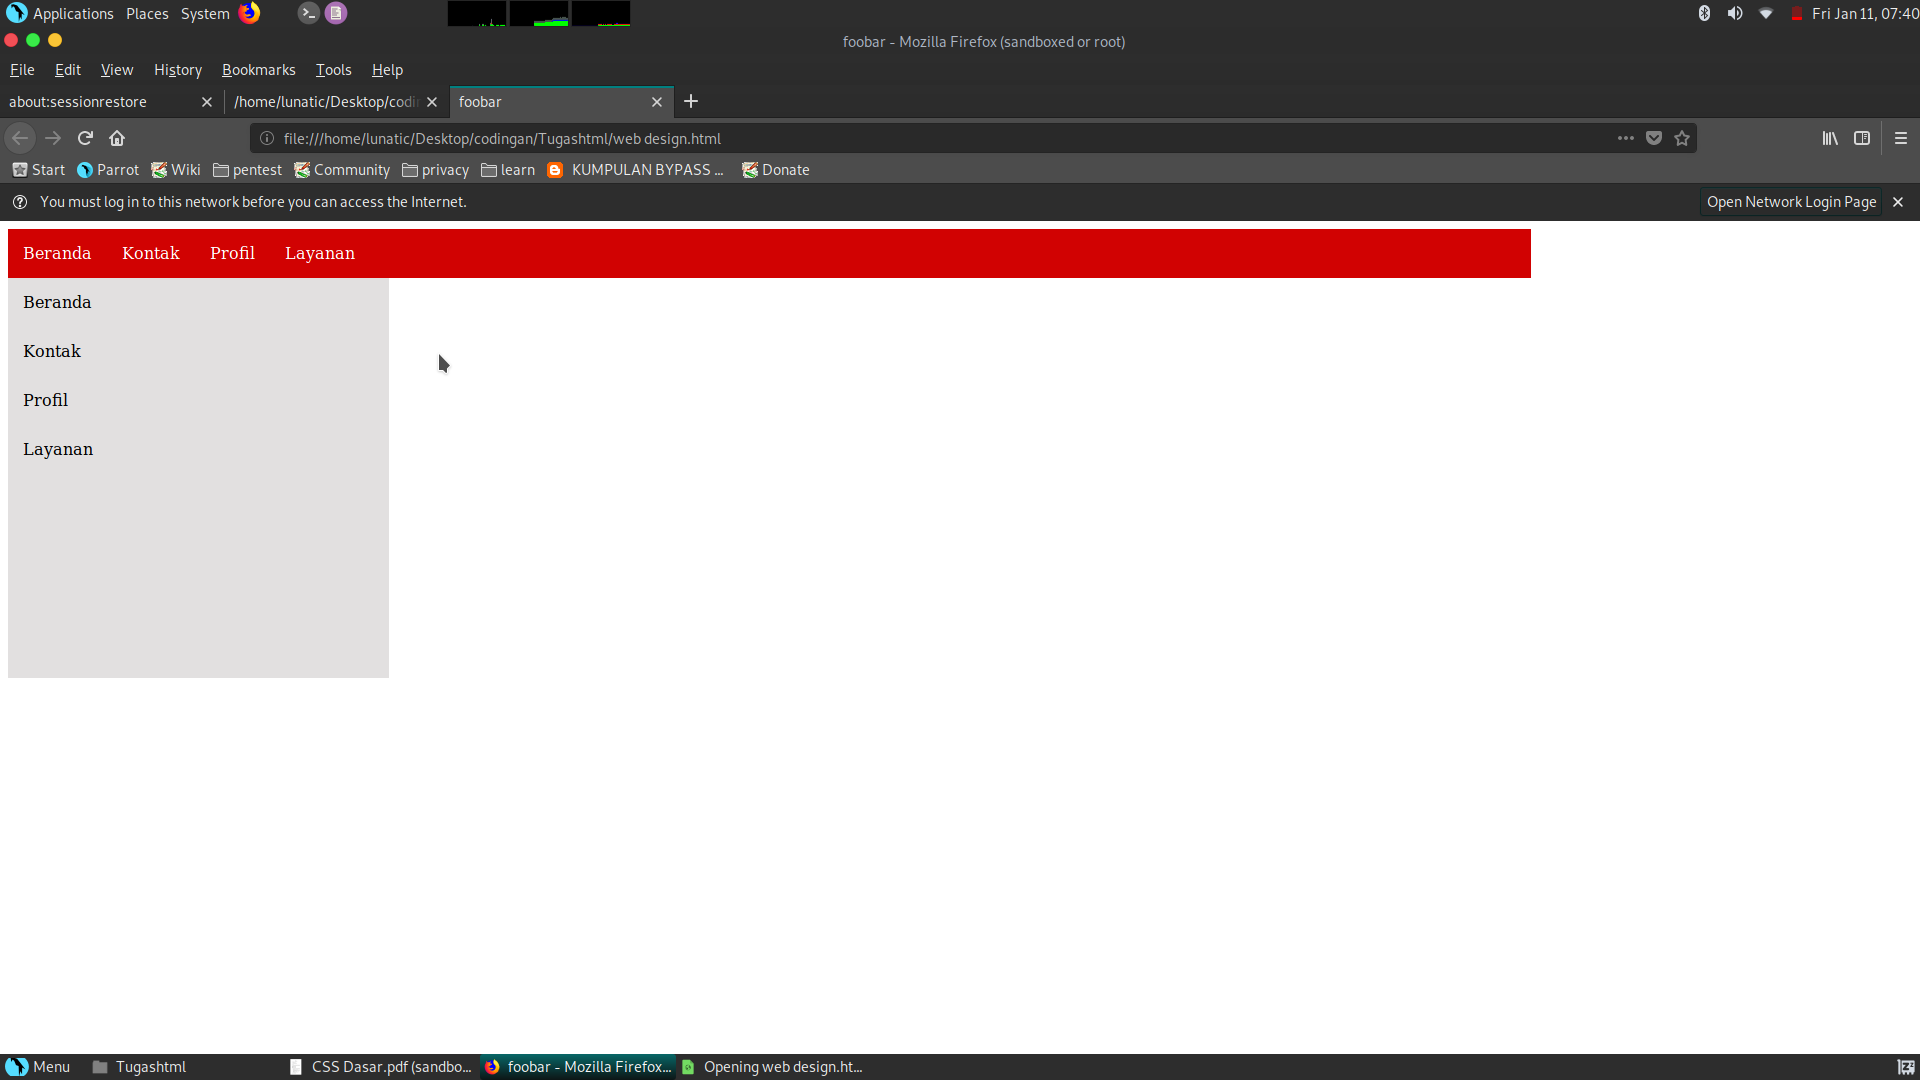 Applications Places System Fri Jan 11, 07:40
foobar - Mozilla Firefox (sandboxed or root)
File Edit View History Bookmarks Tools Help
about:sessionrestore /home/lunatic/Desktop/codin foobar
file:///home/lunatic/Desktop/codingan/Tugashtml/web design.html
Start Parrot Wiki pentest Community privacy learn KUMPULAN BYPASS ... Donate
You must log in to this network before you can access the Internet. Open Network Login Page
Beranda Kontak Profil Layanan
Beranda
Kontak
Profil
Layanan
Menu Tugashtml CSS Dasar.pdf (sandbo... foobar - Mozilla Firefox... Opening web design.ht...